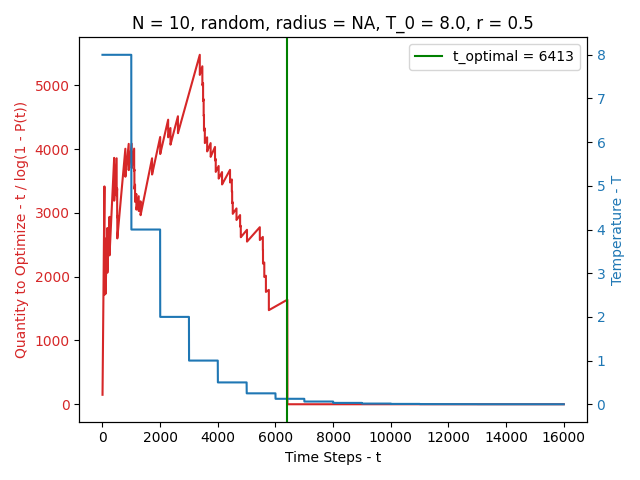 N = 10, random, radius = NA, T_0 = 8.0, r = 0.5
t_optimal = 6413
Quantity to Optimize - t / log(1 - P(t))
5000
4000
3000
2000
1000
0
8
7
6
5
4
3
2
1
0
Temperature - T
0 2000 4000 6000 8000 10000 12000 14000 16000
Time Steps - t